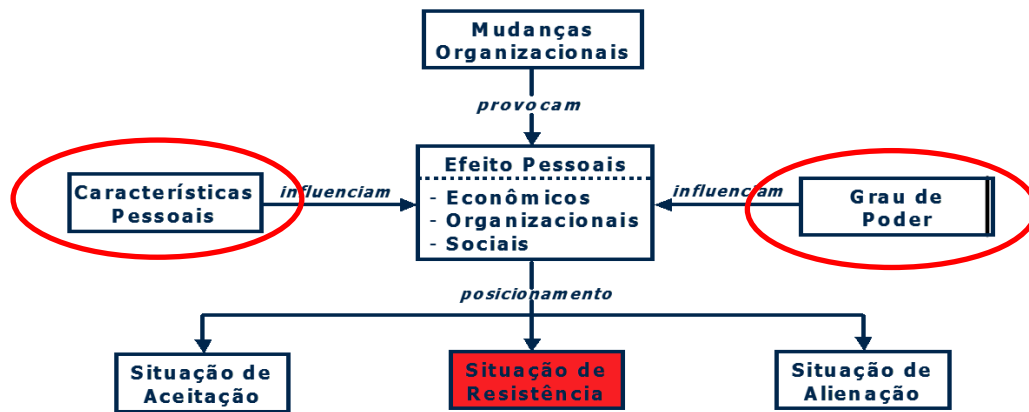 Mudanças
Organizacionais
provocam
Efeito Pessoais
- Econômicos
- Organizacionais
- Sociais
Características
Pessoais
influenciam
influenciam
Grau de
Poder
posicionamento
Situação de
Aceitação
Situação de
Resistência
Situação de
Alienação